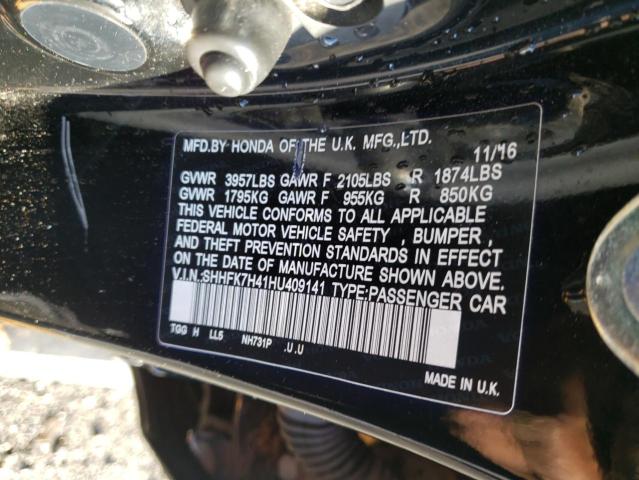 MFD.BY HONDA OF THE U.K. MFG.,LTD. 11/16
GVWR 3957LBS GAWR F 2105LBS R 1874LBS
GVWR 1795KG GAWR F 955KG R 850KG
THIS VEHICLE CONFORMS TO ALL APPLICABLE
FEDERAL MOTOR VEHICLE SAFETY , BUMPER ,
AND THEFT PREVENTION STANDARDS IN EFFECT
ON THE DATE OF MANUFACTURE SHOWN ABOVE.
V.I.N.:SHHFK7H41HU409141 TYPE:PASSENGER CAR
TGG H LL5 NH731P .U.U
MADE IN U.K.